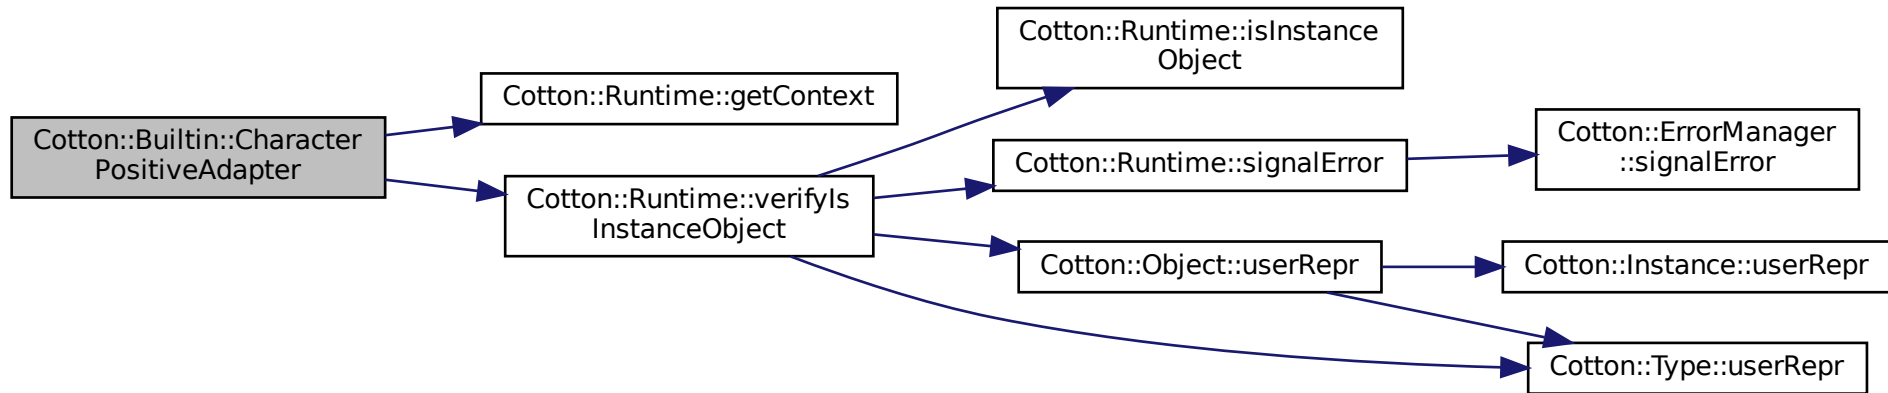 Cotton::Builtin::Character
PositiveAdapter
Cotton::Runtime::getContext
Cotton::Runtime::verifyIs
InstanceObject
Cotton::Runtime::isInstance
Object
Cotton::Runtime::signalError
Cotton::ErrorManager
::signalError
Cotton::Object::userRepr
Cotton::Instance::userRepr
Cotton::Type::userRepr